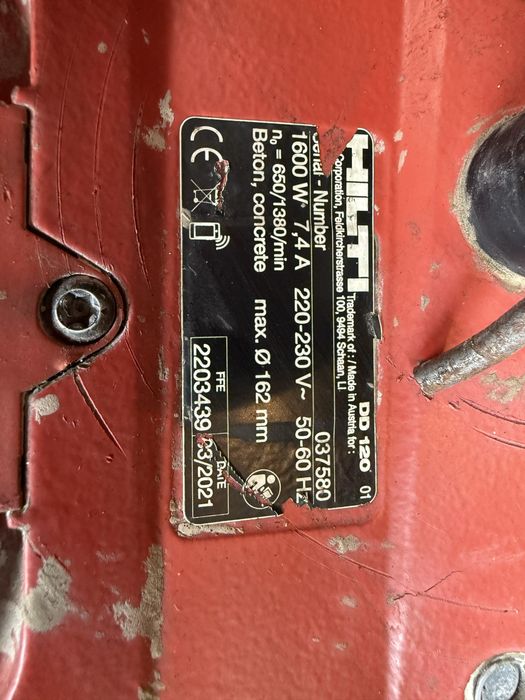 HILTI DD 120 01
Trademark of : / Made in Austria for :
Corporation, Feldkircherstrasse 100, 9494 Schaan, LI
Serial - Number 037580
1600 W 7,4 A 220-230 V~ 50-60 Hz
n₀ = 650/1380/min
Beton, concrete max. Ø 162 mm
CE FFE DATE
2203439 03/2021